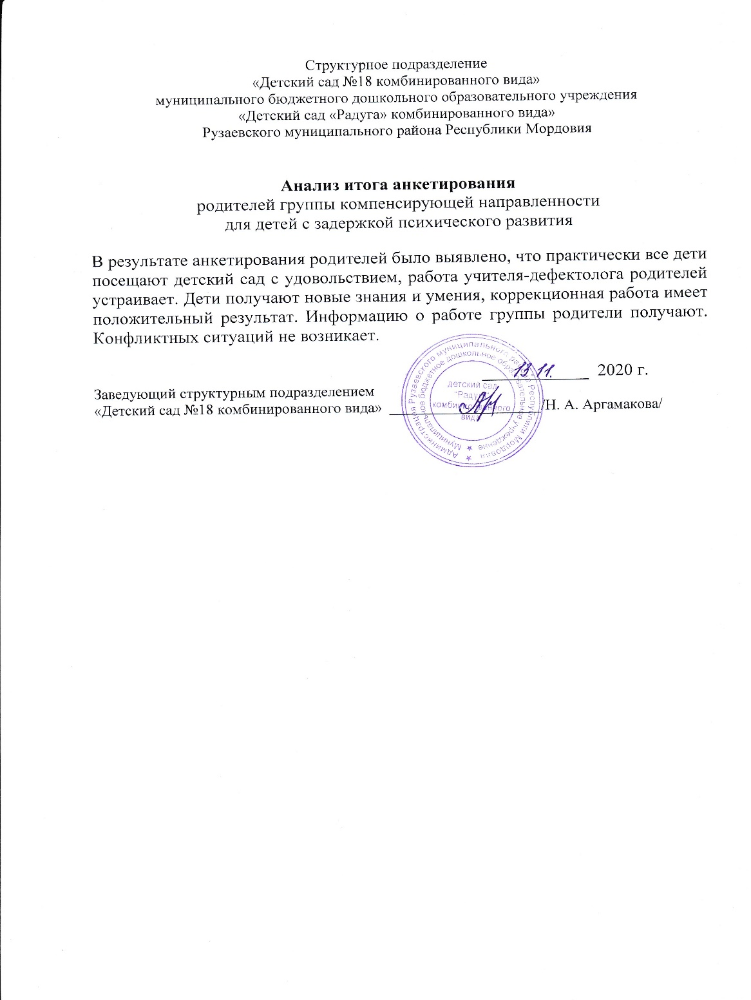 Структурное подразделение
«Детский сад №18 комбинированного вида»
муниципального бюджетного дошкольного образовательного учреждения
«Детский сад «Радуга» комбинированного вида»
Рузаевского муниципального района Республики Мордовия
Анализ итога анкетирования
родителей группы компенсирующей направленности
для детей с задержкой психического развития
В результате анкетирования родителей было выявлено, что практически все дети
посещают детский сад с удовольствием, работа учителя-дефектолога родителей
устраивает. Дети получают новые знания и умения, коррекционная работа имеет
положительный результат. Информацию о работе группы родители получают.
Конфликтных ситуаций не возникает.
13.11. 2020 г.
Заведующий структурным подразделением
«Детский сад №18 комбинированного вида» /Н. А. Аргамакова/
Администрация Рузаевского муниципального района Республики Мордовия
Муниципальное бюджетное дошкольное образовательное учреждение
детский сад
"Радуга"
комбинированного
вида